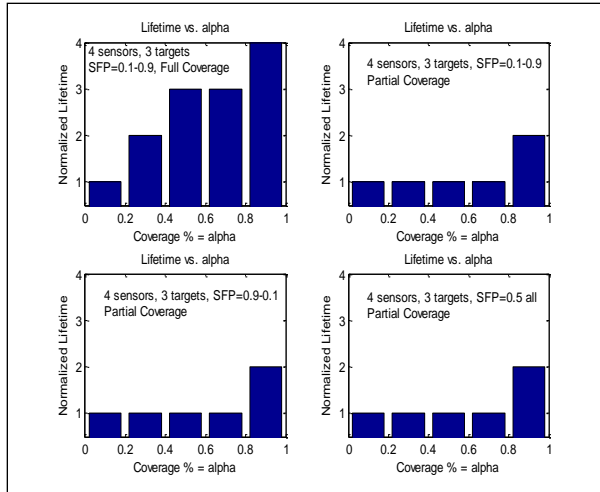 Lifetime vs. alpha
4 sensors, 3 targets
SFP=0.1-0.9, Full Coverage
Normalized Lifetime
4
3
2
1
0 0.2 0.4 0.6 0.8 1
Coverage % = alpha
Lifetime vs. alpha
4 sensors, 3 targets, SFP=0.1-0.9
Partial Coverage
Normalized Lifetime
4
3
2
1
0 0.2 0.4 0.6 0.8 1
Coverage % = alpha
Lifetime vs. alpha
4 sensors, 3 targets, SFP=0.9-0.1
Partial Coverage
Normalized Lifetime
4
3
2
1
0 0.2 0.4 0.6 0.8 1
Coverage % = alpha
Lifetime vs. alpha
4 sensors, 3 targets, SFP=0.5 all
Partial Coverage
Normalized Lifetime
4
3
2
1
0 0.2 0.4 0.6 0.8 1
Coverage % = alpha